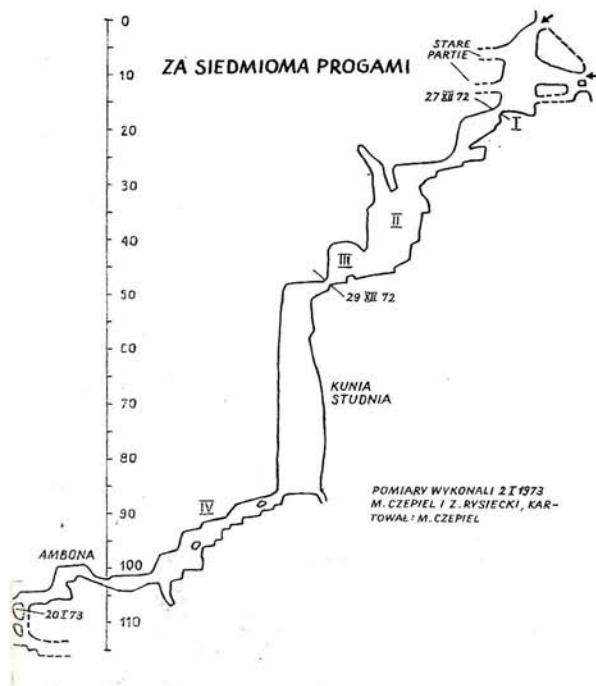 0
STARE
PARTIE
ZA SIEDMIOMA PROGAMI
10
27 XII 72
I
20
30
II
40
III
50
29 XII 72
60
KUNIA
STUDNIA
70
80
POMIARY WYKONALI 2 I 1973
M. CZEPIEL I Z. RYSIECKI, KAR-
TOWAŁ: M. CZEPIEL
90
IV
AMBONA
100
20 I 73
110